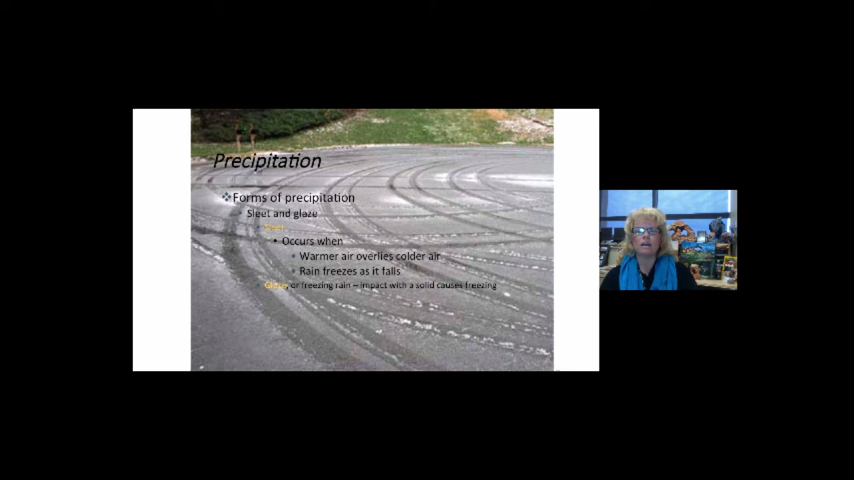 Precipitation
Forms of precipitation
Sleet and glaze
Sleet
Occurs when
Warmer air overlies colder air
Rain freezes as it falls
Glaze, or freezing rain – impact with a solid causes freezing